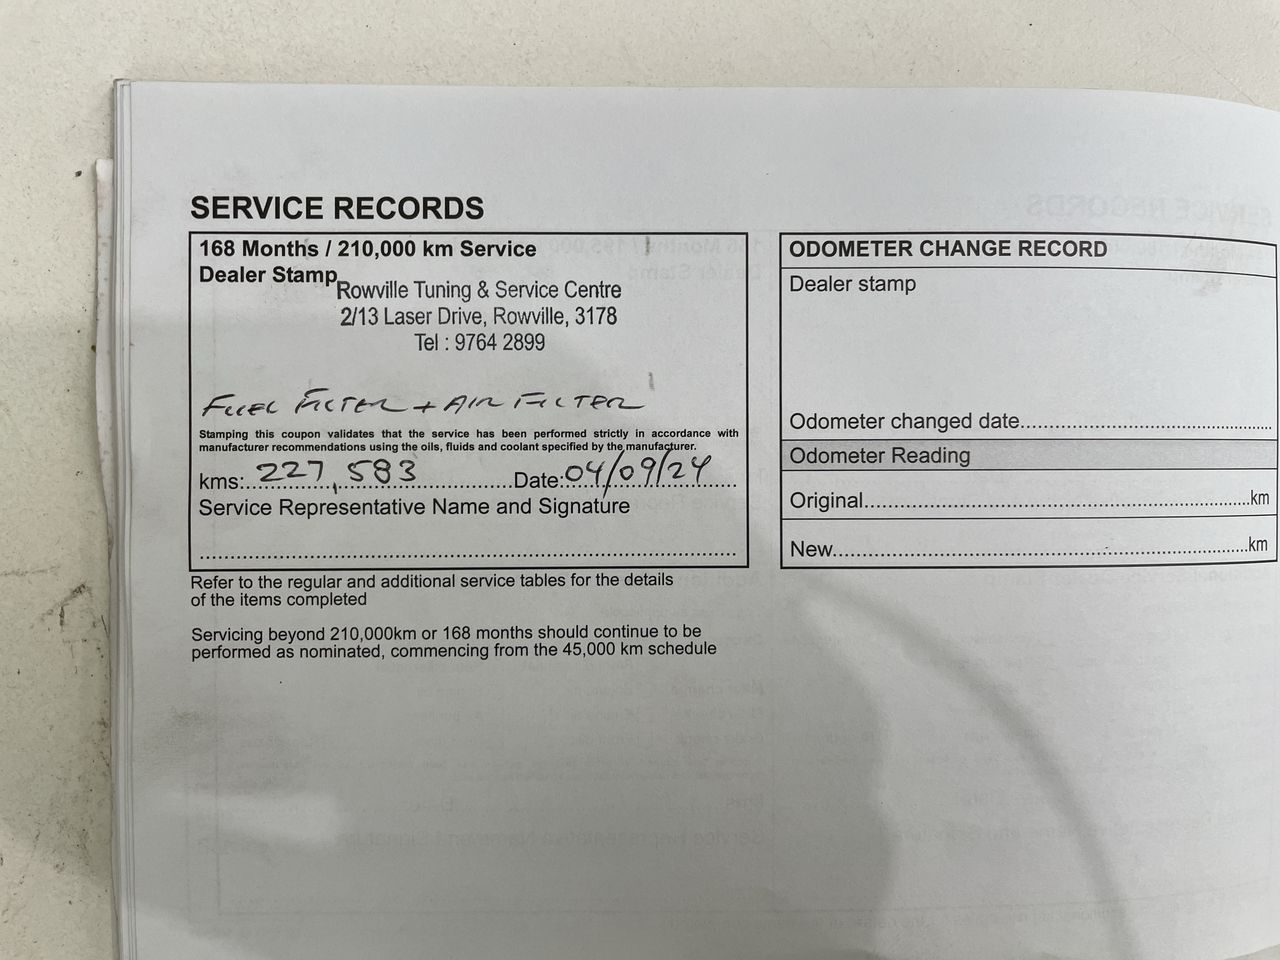 SERVICE RECORDS
168 Months / 210,000 km Service
Dealer Stamp
Rowville Tuning & Service Centre
2/13 Laser Drive, Rowville, 3178
Tel : 9764 2899
FUEL FILTER + AIR FILTER
Stamping this coupon validates that the service has been performed strictly in accordance with
manufacturer recommendations using the oils, fluids and coolant specified by the manufacturer.
kms: 227,583 Date: 04/09/24
Service Representative Name and Signature
Refer to the regular and additional service tables for the details
of the items completed
Servicing beyond 210,000km or 168 months should continue to be
performed as nominated, commencing from the 45,000 km schedule
ODOMETER CHANGE RECORD
Dealer stamp
Odometer changed date
Odometer Reading
Original km
New km